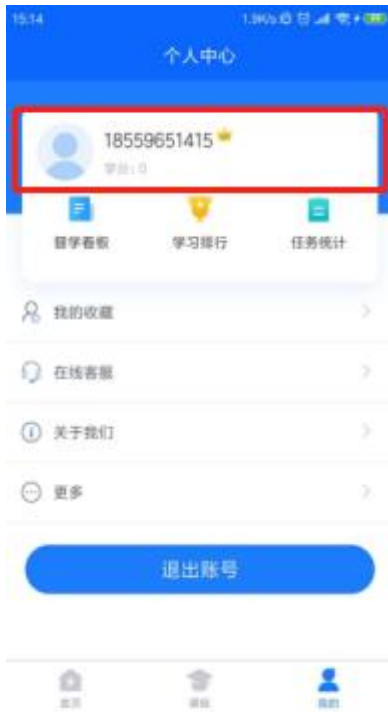 15:14
1.9K/s
个人中心
18559651415
学分: 0
督学看板
学习排行
任务统计
我的收藏
在线客服
关于我们
更多
退出账号
首页
课程
我的